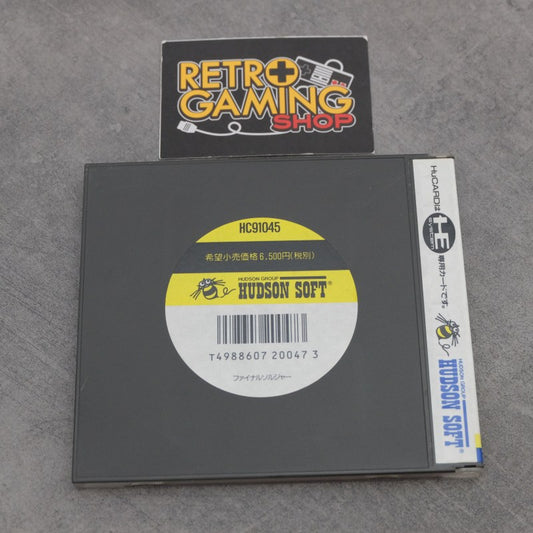 RETRO
GAMING
SHOP
HC91045
希望小売価格6,500円(税別)
HUDSON GROUP
HUDSON SOFT®
T4988607 20047 3
ファイナルソルジャー
HuCARDは
HE
SYSTEM
専用カードです。
HUDSON GROUP
HUDSON SOFT®